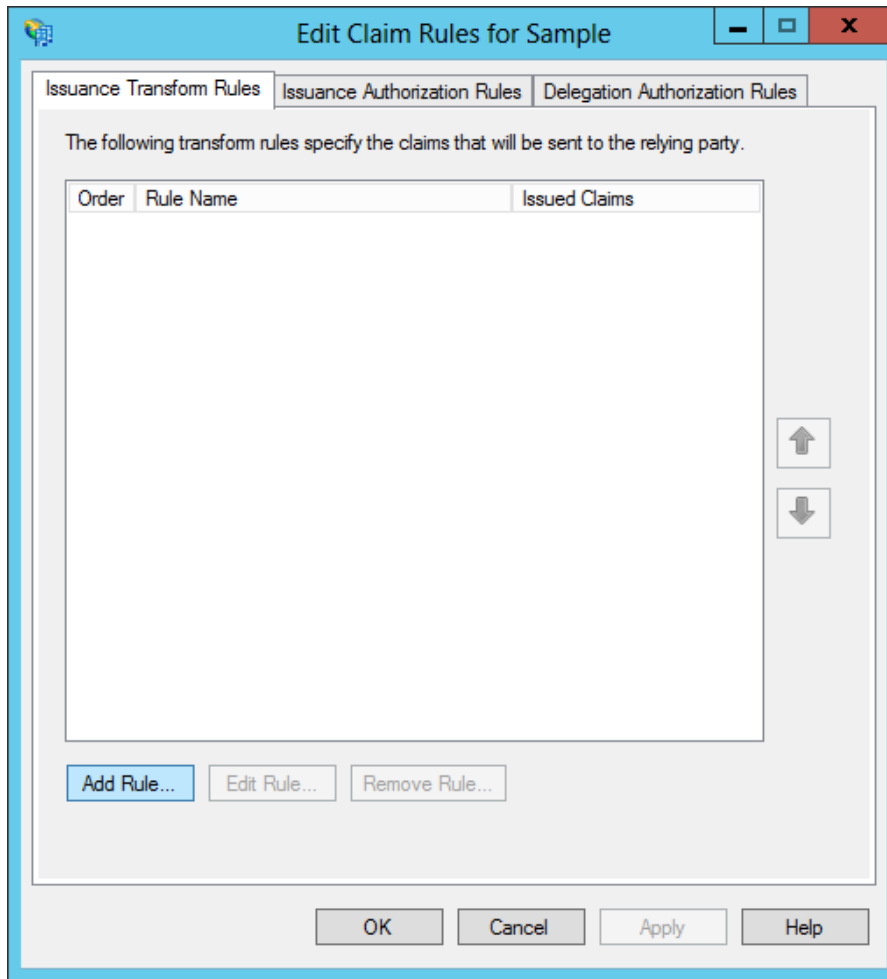 Edit Claim Rules for Sample
Issuance Transform Rules Issuance Authorization Rules Delegation Authorization Rules
The following transform rules specify the claims that will be sent to the relying party.
Order Rule Name Issued Claims
Add Rule... Edit Rule... Remove Rule...
OK Cancel Apply Help